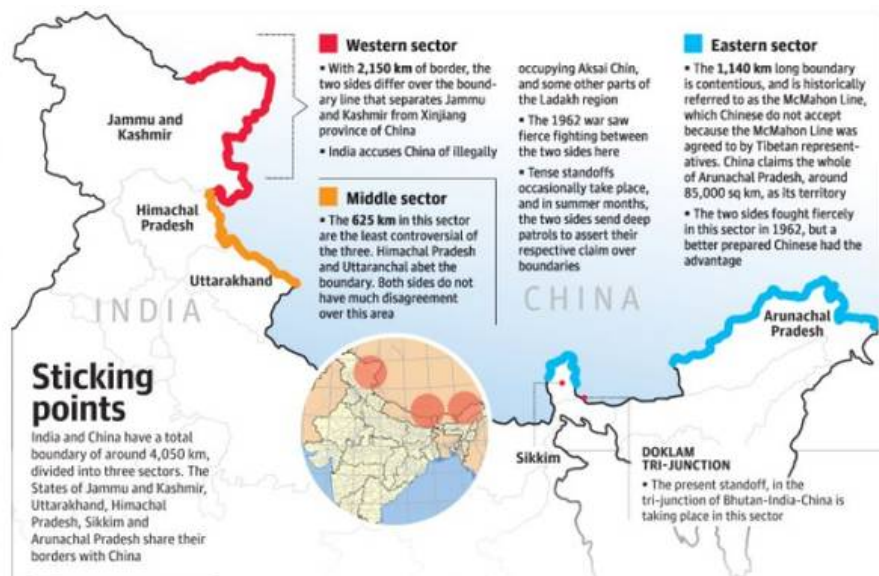 Western sector
▪ With 2,150 km of border, the
two sides differ over the bound-
ary line that separates Jammu
and Kashmir from Xinjiang
province of China
▪ India accuses China of illegally
occupying Aksai Chin,
and some other parts of
the Ladakh region
▪ The 1962 war saw
fierce fighting between
the two sides here
▪ Tense standoffs
occasionally take place,
and in summer months,
the two sides send deep
patrols to assert their
respective claim over
boundaries
Middle sector
▪ The 625 km in this sector
are the least controversial of
the three. Himachal Pradesh
and Uttaranchal abet the
boundary. Both sides do not
have much disagreement
over this area
Eastern sector
▪ The 1,140 km long boundary
is contentious, and is historically
referred to as the McMahon Line,
which Chinese do not accept
because the McMahon Line was
agreed to by Tibetan represent-
atives. China claims the whole
of Arunachal Pradesh, around
85,000 sq km, as its territory
▪ The two sides fought fiercely
in this sector in 1962, but a
better prepared Chinese had the
advantage
Jammu and
Kashmir
Himachal
Pradesh
Uttarakhand
INDIA
CHINA
Arunachal
Pradesh
Sikkim
Sticking
points
India and China have a total
boundary of around 4,050 km,
divided into three sectors. The
States of Jammu and Kashmir,
Uttarakhand, Himachal
Pradesh, Sikkim and
Arunachal Pradesh share their
borders with China
DOKLAM
TRI-JUNCTION
▪ The present standoff, in the
tri-junction of Bhutan-India-China is
taking place in this sector